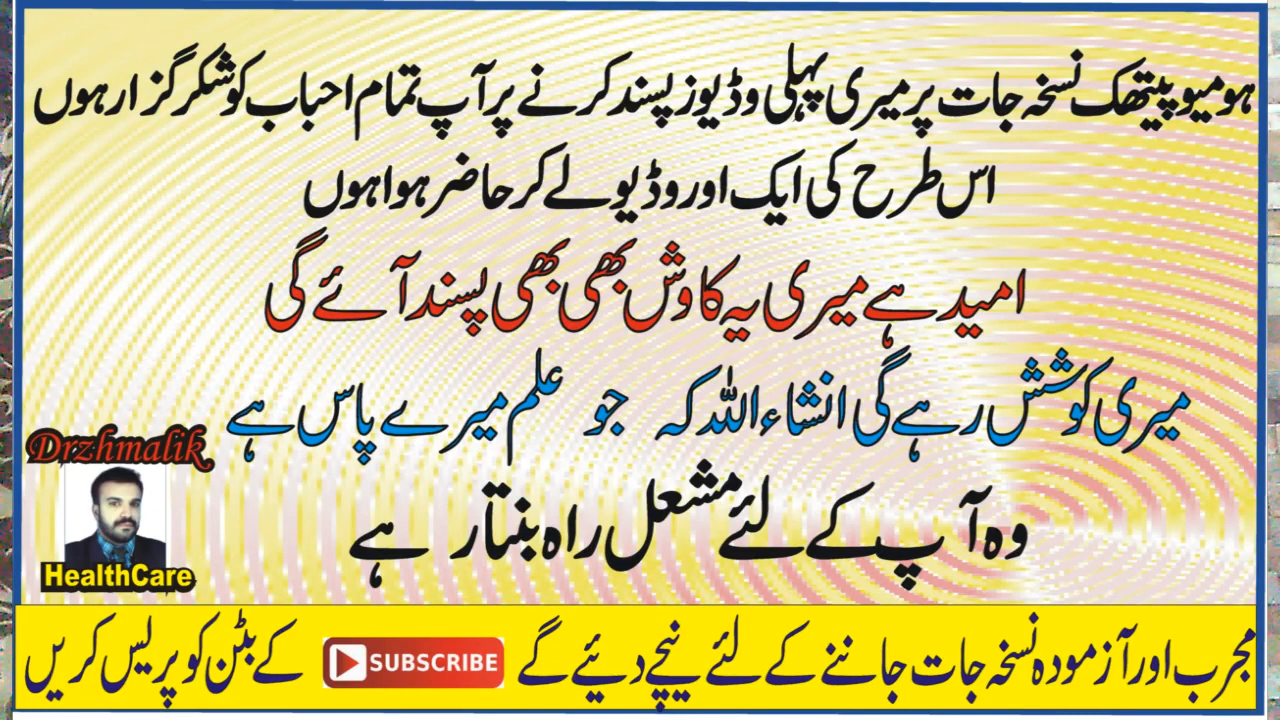 ہومیوپیتھک نسخہ جات پر میری پہلی وڈیوز پسند کرنے پر آپ تمام احباب کو شکر گزار ہوں
اس طرح کی ایک اور وڈیو لے کر حاضر ہوا ہوں
امید ہے میری یہ کاوش بھی بھی پسند آئے گی
میری کوشش رہے گی انشاء اللہ کہ جو علم میرے پاس ہے
وہ آپ کے لئے مشعل راہ بنتا رہے
Drzhmalik
HealthCare
مجرب اور آزمودہ نسخہ جات جاننے کے لئے نیچے دئیے گے SUBSCRIBE کے بٹن کو پریس کریں